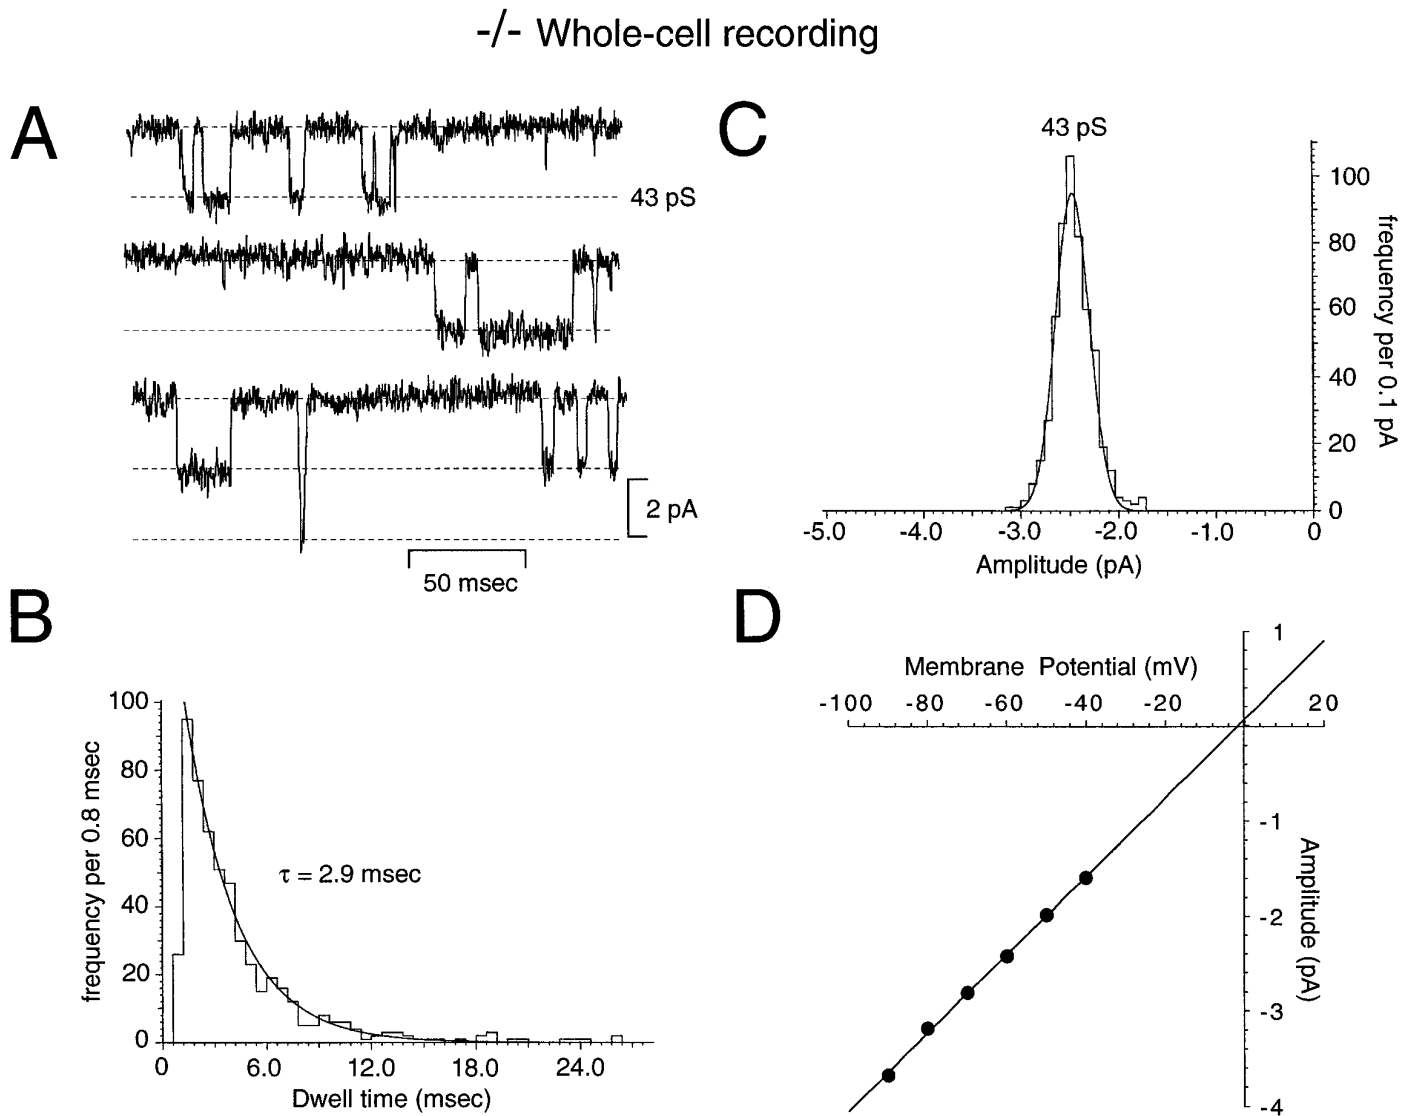 -/- Whole-cell recording
A
43 pS
2 pA
50 msec
B
100
80
60
40
20
0
frequency per 0.8 msec
τ = 2.9 msec
0 6.0 12.0 18.0 24.0
Dwell time (msec)
C
43 pS
100
80
60
40
20
0
frequency per 0.1 pA
-5.0 -4.0 -3.0 -2.0 -1.0 0
Amplitude (pA)
D
Membrane Potential (mV)
-100 -80 -60 -40 -20 20
1
-1
-2
-3
-4
Amplitude (pA)